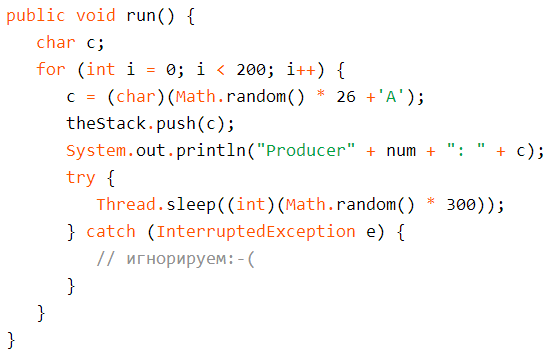 public void run() {
   char c;
   for (int i = 0; i < 200; i++) {
      c = (char)(Math.random() * 26 +'A');
      theStack.push(c);
      System.out.println("Producer" + num + ": " + c);
      try {
         Thread.sleep((int)(Math.random() * 300));
      } catch (InterruptedException e) {
         // игнорируем:-(
      }
   }
}